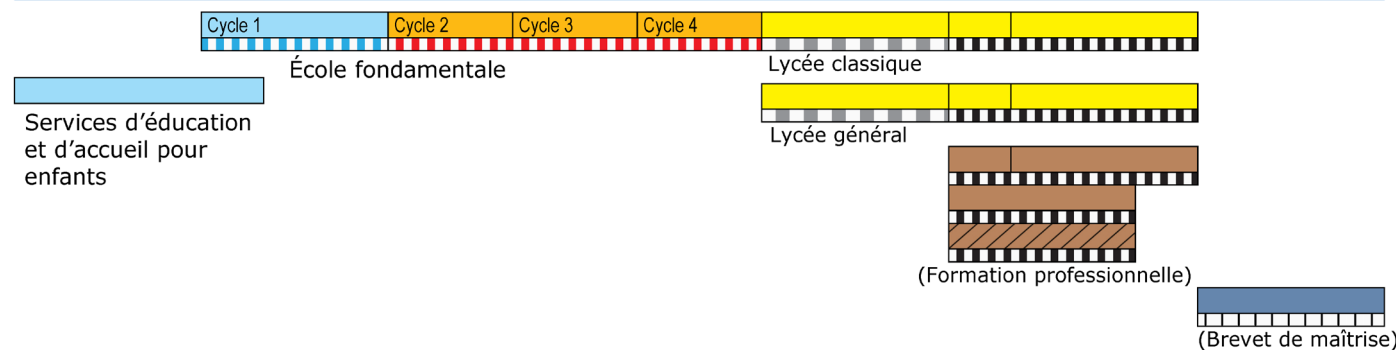 Cycle 1
Cycle 2
Cycle 3
Cycle 4
École fondamentale
Lycée classique
Services d'éducation
et d'accueil pour
enfants
Lycée général
(Formation professionnelle)
(Brevet de maîtrise)